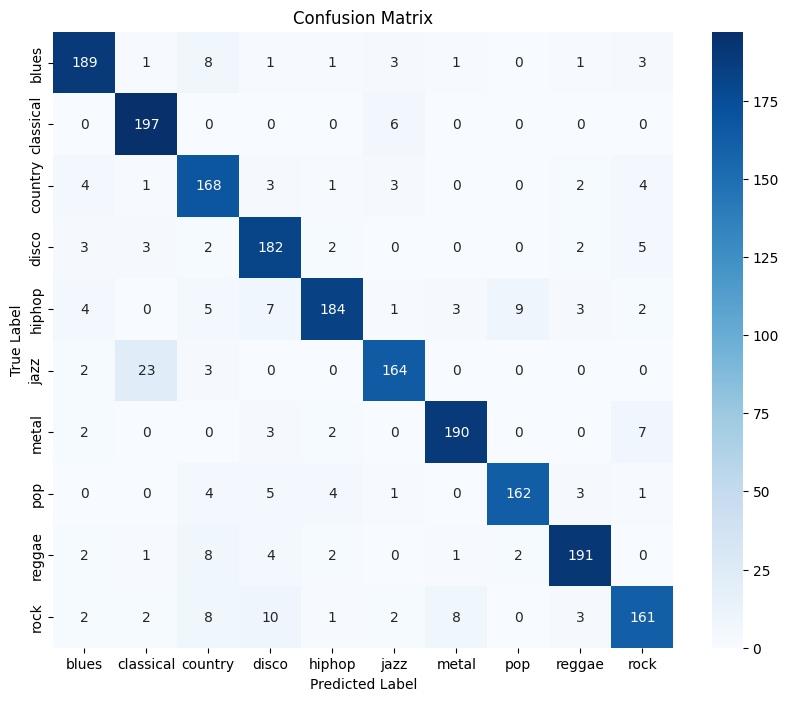 Confusion Matrix
True Label
blues 189 1 8 1 1 3 1 0 1 3
classical 0 197 0 0 0 6 0 0 0 0
country 4 1 168 3 1 3 0 0 2 4
disco 3 3 2 182 2 0 0 2 5
hiphop 4 0 5 7 184 1 3 9 3 2
jazz 2 23 3 0 0 164 0 0 0 0
metal 2 0 0 3 2 0 190 0 0 7
pop 0 0 4 5 4 1 0 162 3 1
reggae 2 1 8 4 2 0 1 2 191 0
rock 2 2 8 10 1 2 8 0 3 161
blues classical country disco hiphop jazz metal pop reggae rock
Predicted Label
175
150
125
100
75
50
25
0